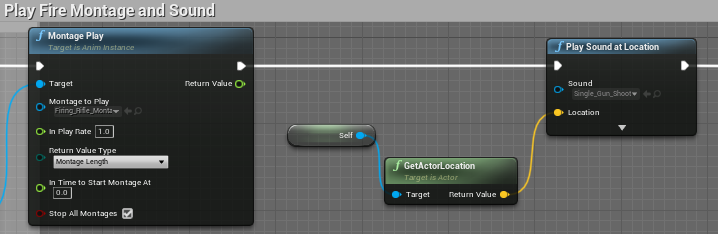 Play Fire Montage and Sound
f Montage Play
Target is Anim Instance
Target
Return Value
Montage to Play
Firing_Rifle_Monta
In Play Rate 1.0
Return Value Type
Montage Length
In Time to Start Montage At
0.0
Stop All Montages
Self
f GetActorLocation
Target is Actor
Target
Return Value
f Play Sound at Location
Sound
Single_Gun_Shoot
Location